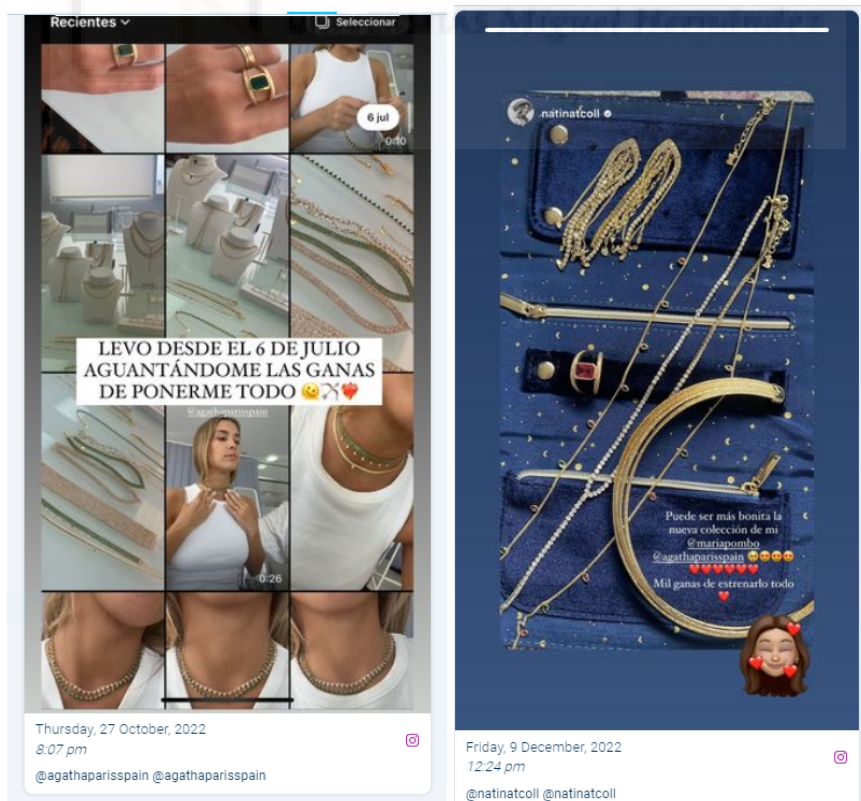 Recientes
Seleccionar
6 jul
0:10
LEVO DESDE EL 6 DE JULIO
AGUANTÁNDOME LAS GANAS
DE PONERME TODO 🫠💘❤️‍🔥
@agathaparisspain
0:26
Thursday, 27 October, 2022
8:07 pm
@agathaparisspain @agathaparisspain
natinatcoll
Puede ser más bonita la
nueva colección de mi
@mariapombo
@agathaparisspain 🥹😍😍😍
❤️❤️❤️❤️❤️❤️
Mil ganas de estrenarlo todo
❤️
Friday, 9 December, 2022
12:24 pm
@natinatcoll @natinatcoll